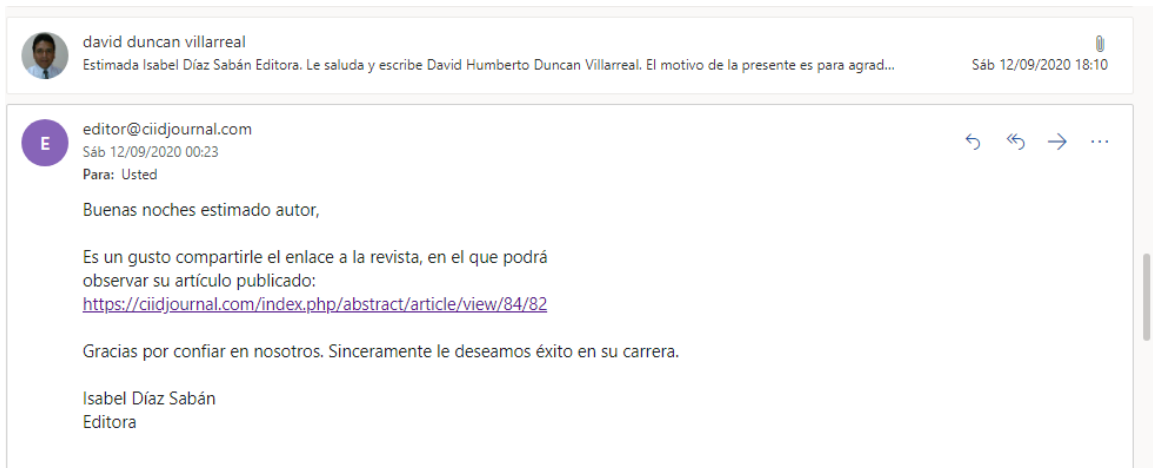 david duncan villarreal
Estimada Isabel Díaz Sabán Editora. Le saluda y escribe David Humberto Duncan Villarreal. El motivo de la presente es para agrad...
Sáb 12/09/2020 18:10
E
editor@ciidjournal.com
Sáb 12/09/2020 00:23
Para: Usted
Buenas noches estimado autor,
Es un gusto compartirle el enlace a la revista, en el que podrá
observar su artículo publicado:
https://ciidjournal.com/index.php/abstract/article/view/84/82
Gracias por confiar en nosotros. Sinceramente le deseamos éxito en su carrera.
Isabel Díaz Sabán
Editora